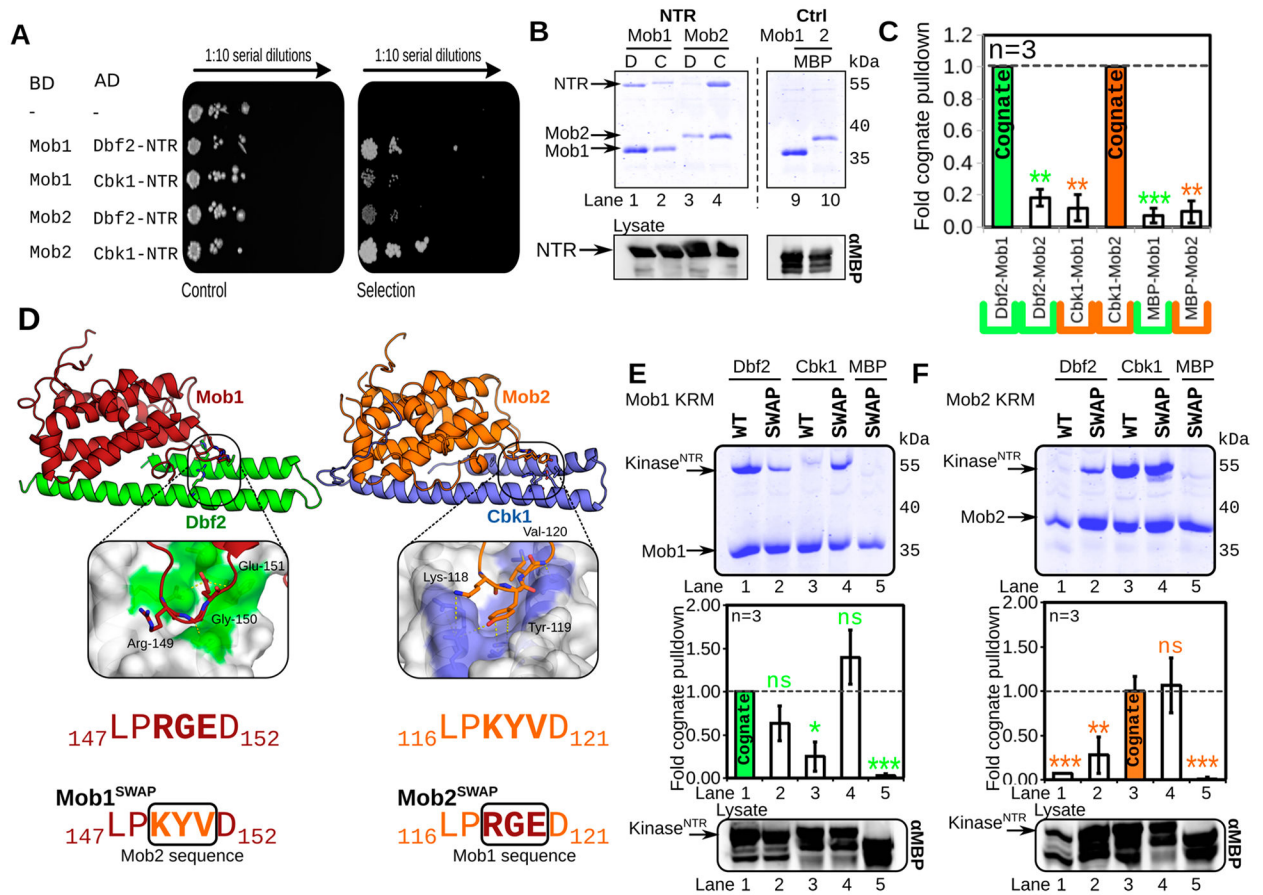 A
1:10 serial dilutions
1:10 serial dilutions
BD AD
- -
Mob1 Dbf2-NTR
Mob1 Cbk1-NTR
Mob2 Dbf2-NTR
Mob2 Cbk1-NTR
Control
Selection
B
NTR Ctrl
Mob1 Mob2 Mob1 2
D C D C MBP kDa
NTR 55
Mob2 40
Mob1 35
Lane 1 2 3 4 9 10
Lysate
NTR
αMBP
C
n=3
Fold cognate pulldown
1.2
1.0
0.8
0.6
0.4
0.2
0.0
Cognate
**
**
Cognate
***
**
Dbf2-Mob1
Dbf2-Mob2
Cbk1-Mob1
Cbk1-Mob2
MBP-Mob1
MBP-Mob2
D
Mob1
Dbf2
Mob2
Cbk1
Glu-151
Gly-150
Arg-149
Val-120
Lys-118
Tyr-119
147LPRGED152
116LPKYVD121
Mob1SWAP
147LPKYVD152
Mob2 sequence
Mob2SWAP
116LPRGED121
Mob1 sequence
E
Dbf2 Cbk1 MBP
Mob1 KRM
WT SWAP WT SWAP SWAP
kDa
KinaseNTR 55
40
Mob1 35
Lane 1 2 3 4 5
Fold cognate pulldown
2.00
1.00
0.50
0.00
n=3
Cognate
ns
*
ns
***
Lane 1 2 3 4 5
Lysate
KinaseNTR
αMBP
Lane 1 2 3 4 5
F
Dbf2 Cbk1 MBP
Mob2 KRM
WT SWAP WT SWAP SWAP
kDa
KinaseNTR 55
40
Mob2
35
Lane 1 2 3 4 5
Fold cognate pulldown
2.00
1.00
0.50
0.00
n=3
***
**
Cognate
ns
***
Lane 1 2 3 4 5
Lysate
KinaseNTR
αMBP
Lane 1 2 3 4 5